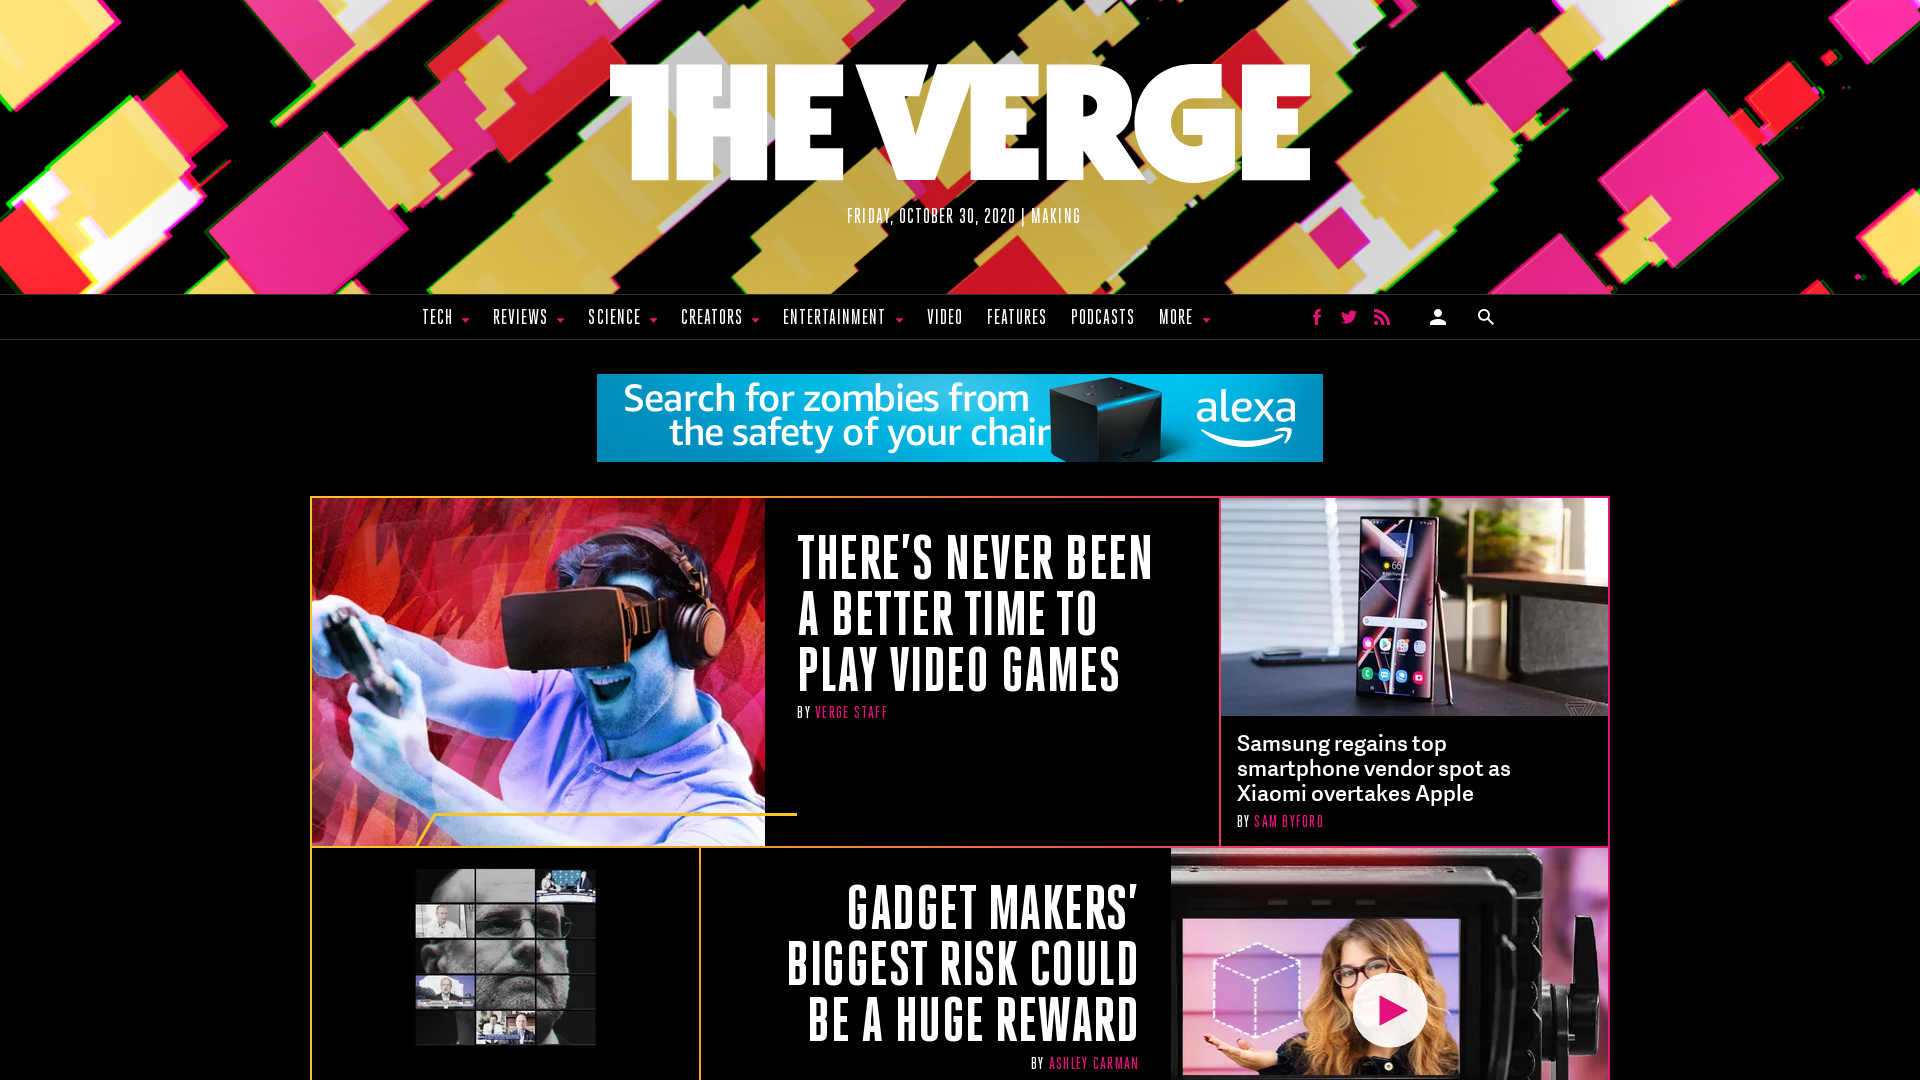 THE VERGE
FRIDAY, OCTOBER 30, 2020 | MAKING
TECH REVIEWS SCIENCE CREATORS ENTERTAINMENT VIDEO FEATURES PODCASTS MORE
Search for zombies from
the safety of your chair
alexa
THERE'S NEVER BEEN
A BETTER TIME TO
PLAY VIDEO GAMES
BY VERGE STAFF
Samsung regains top
smartphone vendor spot as
Xiaomi overtakes Apple
BY SAM BYFORD
GADGET MAKERS'
BIGGEST RISK COULD
BE A HUGE REWARD
BY ASHLEY CARMAN